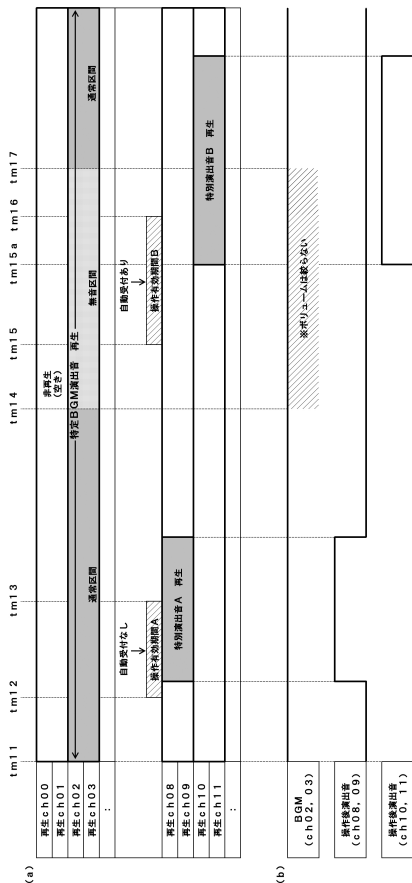 (a)
tm11 tm12 tm13 tm14 tm15 tm15a tm16 tm17
再生ch00
再生ch01
再生ch02
再生ch03
:
非再生
(空き)
特定BGM演出音 再生
通常区間
無音区間
通常区間
自動受付なし
操作有効期間A
自動受付あり
操作有効期間B
再生ch08
再生ch09
再生ch10
再生ch11
:
特別演出音A 再生
特別演出音B 再生
(b)
BGM
(ch02,03)
※ボリュームは絞らない
操作後演出音
(ch08,09)
操作後演出音
(ch10,11)